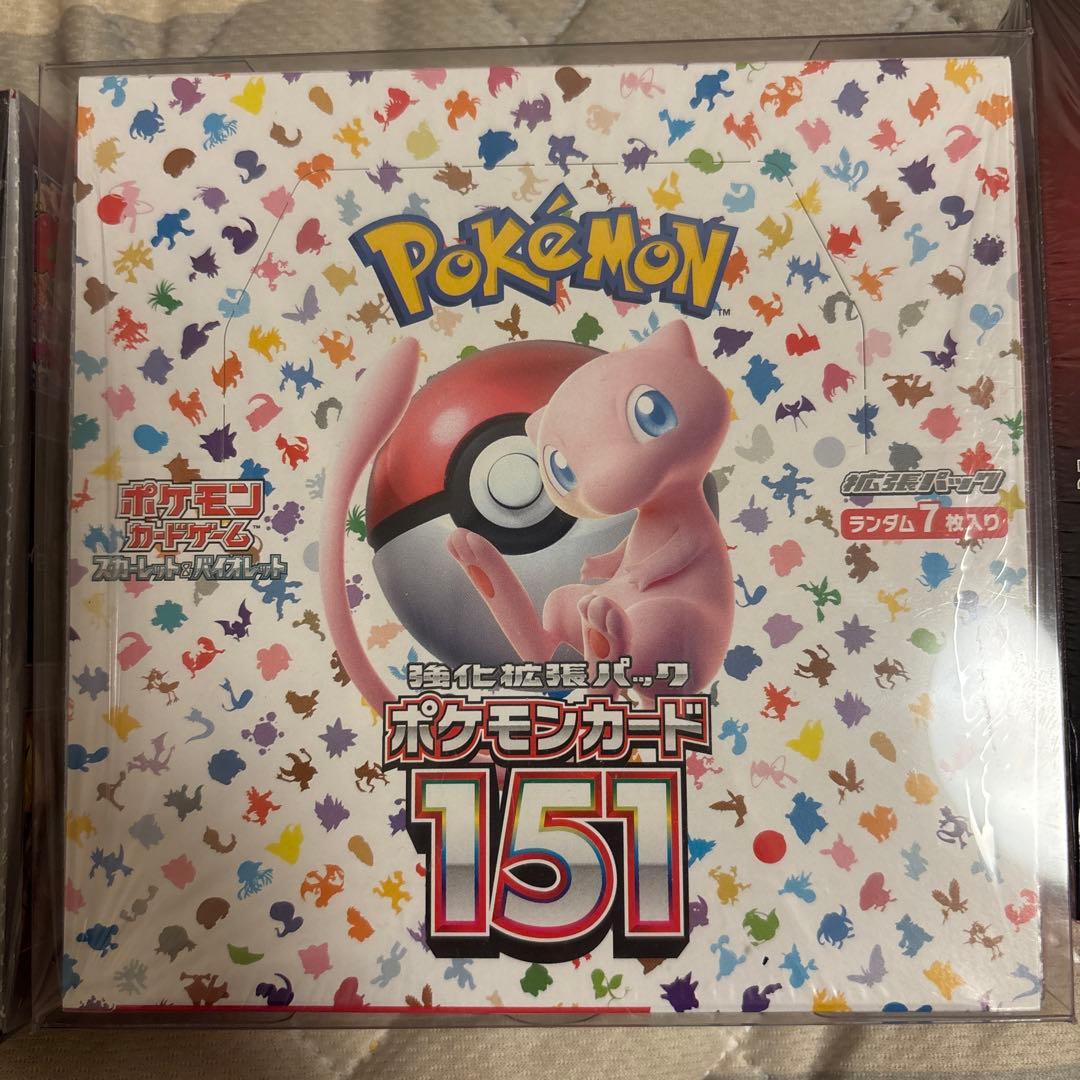 POKéMON
TM
ポケモン
カードゲーム
TM
スカーレット&バイオレット
拡張パック
ランダム7枚入り
強化拡張パック
ポケモンカード
151